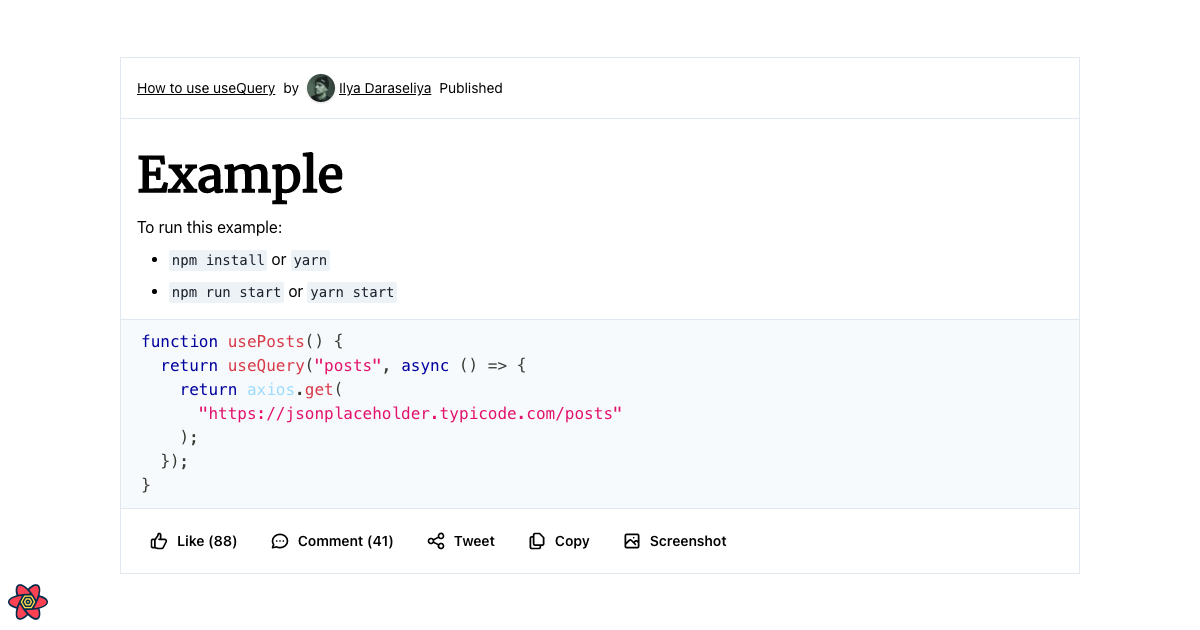 How to use useQuery by Ilya Daraseliya Published
Example
To run this example:
• npm install or yarn
• npm run start or yarn start
function usePosts() {
  return useQuery("posts", async () => {
    return axios.get(
      "https://jsonplaceholder.typicode.com/posts"
    );
  });
}
Like (88) Comment (41) Tweet Copy Screenshot